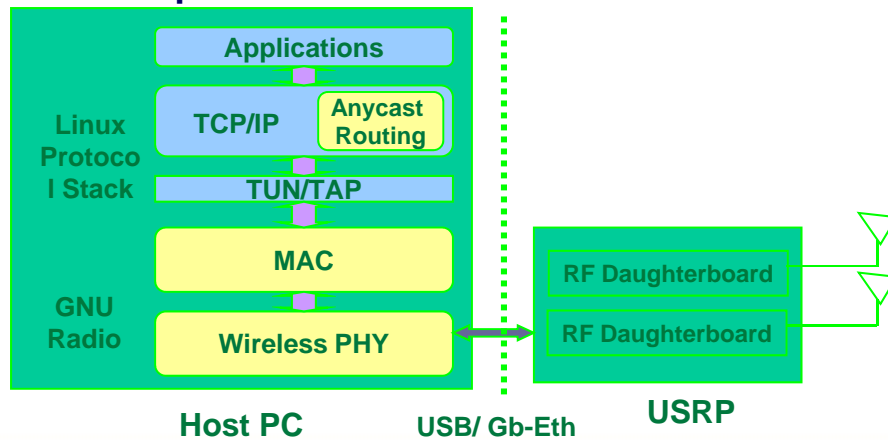 Applications
TCP/IP
Anycast
Routing
Linux
Protoco
l Stack
TUN/TAP
MAC
GNU
Radio
Wireless PHY
RF Daughterboard
RF Daughterboard
Host PC
USB/ Gb-Eth
USRP